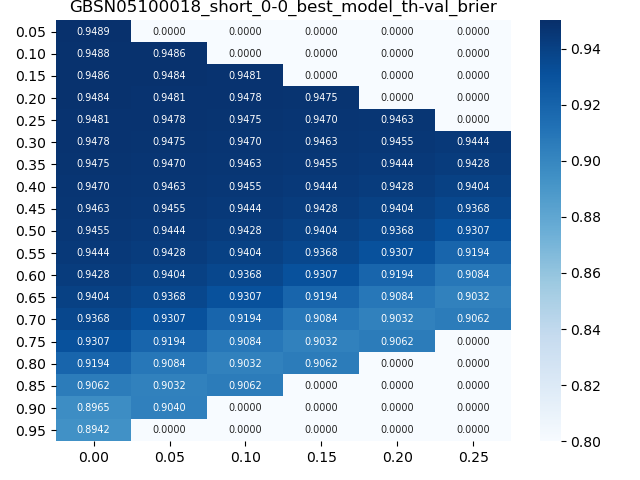 GBSN05100018_short_0-0_best_model_th-val_brier
0.05 0.9489 0.0000 0.0000 0.0000 0.0000 0.0000
0.10 0.9488 0.9486 0.0000 0.0000 0.0000 0.0000
0.15 0.9486 0.9484 0.9481 0.0000 0.0000 0.0000
0.20 0.9484 0.9481 0.9478 0.9475 0.0000 0.0000
0.25 0.9481 0.9478 0.9475 0.9470 0.9463 0.0000
0.30 0.9478 0.9475 0.9470 0.9463 0.9455 0.9444
0.35 0.9475 0.9470 0.9463 0.9455 0.9444 0.9428
0.40 0.9470 0.9463 0.9455 0.9444 0.9428 0.9404
0.45 0.9463 0.9455 0.9444 0.9428 0.9404 0.9368
0.50 0.9455 0.9444 0.9428 0.9404 0.9368 0.9307
0.55 0.9444 0.9428 0.9404 0.9368 0.9307 0.9194
0.60 0.9428 0.9404 0.9368 0.9307 0.9194 0.9084
0.65 0.9404 0.9368 0.9307 0.9194 0.9084 0.9032
0.70 0.9368 0.9307 0.9194 0.9084 0.9032 0.9062
0.75 0.9307 0.9194 0.9084 0.9032 0.9062 0.0000
0.80 0.9194 0.9084 0.9032 0.9062 0.0000 0.0000
0.85 0.9062 0.9032 0.9062 0.0000 0.0000 0.0000
0.90 0.8965 0.9040 0.0000 0.0000 0.0000 0.0000
0.95 0.8942 0.0000 0.0000 0.0000 0.0000 0.0000
0.00 0.05 0.10 0.15 0.20 0.25
0.94
0.92
0.90
0.88
0.86
0.84
0.82
0.80